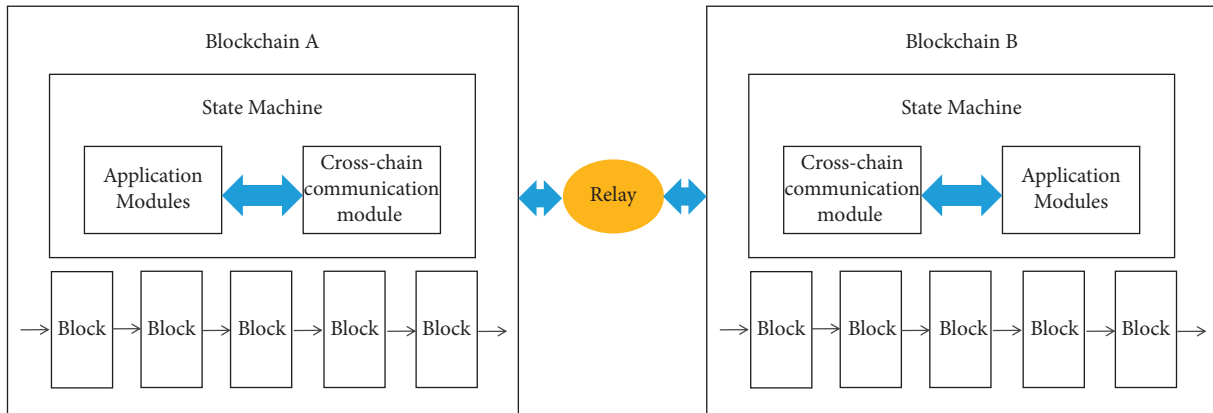 Blockchain A
State Machine
Application
Modules
Cross-chain
communication
module
Block
Block
Block
Block
Block
Relay
Blockchain B
State Machine
Cross-chain
communication
module
Application
Modules
Block
Block
Block
Block
Block